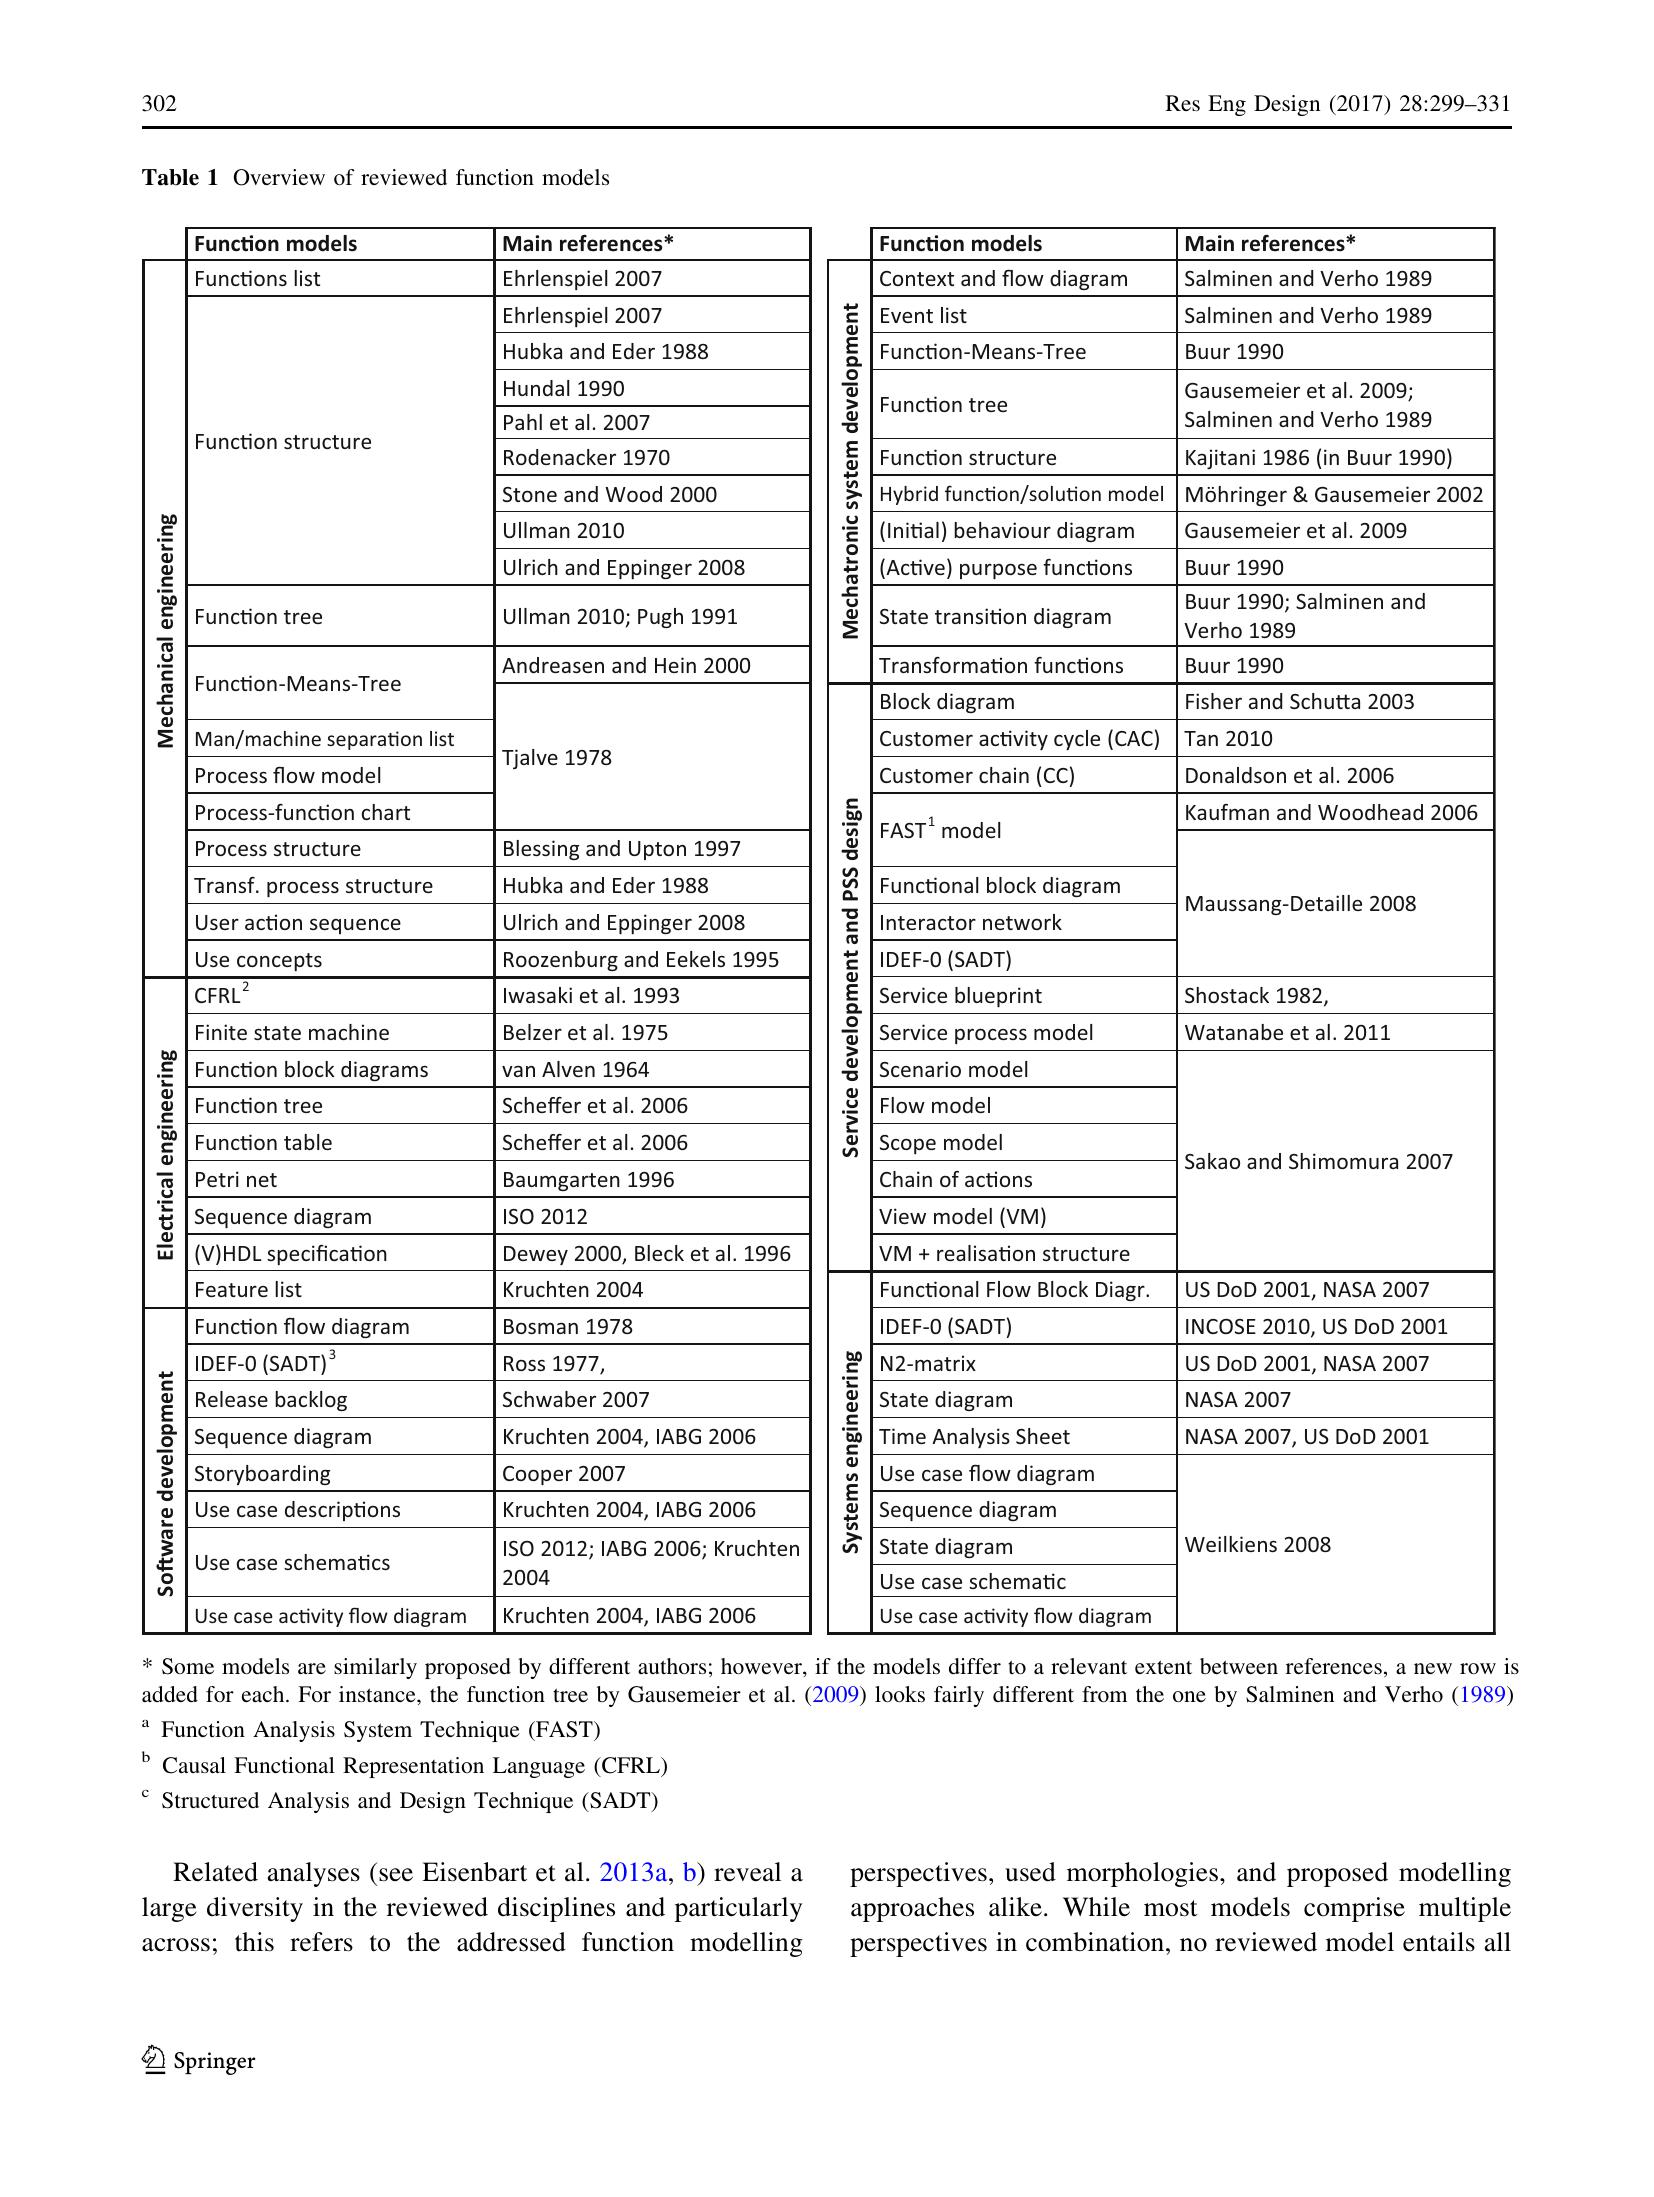 302
Res Eng Design (2017) 28:299–331
Table 1 Overview of reviewed function models
Function models
Main references*
Mechanical engineering
Functions list
Ehrlenspiel 2007
Function structure
Ehrlenspiel 2007
Hubka and Eder 1988
Hundal 1990
Pahl et al. 2007
Rodenacker 1970
Stone and Wood 2000
Ullman 2010
Ulrich and Eppinger 2008
Function tree
Ullman 2010; Pugh 1991
Function-Means-Tree
Andreasen and Hein 2000
Tjalve 1978
Man/machine separation list
Process flow model
Process-function chart
Process structure
Blessing and Upton 1997
Transf. process structure
Hubka and Eder 1988
User action sequence
Ulrich and Eppinger 2008
Use concepts
Roozenburg and Eekels 1995
Electrical engineering
CFRL2
Iwasaki et al. 1993
Finite state machine
Belzer et al. 1975
Function block diagrams
van Alven 1964
Function tree
Scheffer et al. 2006
Function table
Scheffer et al. 2006
Petri net
Baumgarten 1996
Sequence diagram
ISO 2012
(V)HDL specification
Dewey 2000, Bleck et al. 1996
Feature list
Kruchten 2004
Software development
Function flow diagram
Bosman 1978
IDEF-0 (SADT)3
Ross 1977,
Release backlog
Schwaber 2007
Sequence diagram
Kruchten 2004, IABG 2006
Storyboarding
Cooper 2007
Use case descriptions
Kruchten 2004, IABG 2006
Use case schematics
ISO 2012; IABG 2006; Kruchten
2004
Use case activity flow diagram
Kruchten 2004, IABG 2006
Function models
Main references*
Mechatronic system development
Context and flow diagram
Salminen and Verho 1989
Event list
Salminen and Verho 1989
Function-Means-Tree
Buur 1990
Function tree
Gausemeier et al. 2009;
Salminen and Verho 1989
Function structure
Kajitani 1986 (in Buur 1990)
Hybrid function/solution model
Möhringer & Gausemeier 2002
(Initial) behaviour diagram
Gausemeier et al. 2009
(Active) purpose functions
Buur 1990
State transition diagram
Buur 1990; Salminen and
Verho 1989
Transformation functions
Buur 1990
Service development and PSS design
Block diagram
Fisher and Schutta 2003
Customer activity cycle (CAC)
Tan 2010
Customer chain (CC)
Donaldson et al. 2006
FAST1 model
Kaufman and Woodhead 2006
Maussang-Detaille 2008
Functional block diagram
Interactor network
IDEF-0 (SADT)
Service blueprint
Shostack 1982,
Service process model
Watanabe et al. 2011
Scenario model
Flow model
Scope model
Chain of actions
View model (VM)
VM + realisation structure
Sakao and Shimomura 2007
Systems engineering
Functional Flow Block Diagr.
US DoD 2001, NASA 2007
IDEF-0 (SADT)
INCOSE 2010, US DoD 2001
N2-matrix
US DoD 2001, NASA 2007
State diagram
NASA 2007
Time Analysis Sheet
NASA 2007, US DoD 2001
Use case flow diagram
Sequence diagram
State diagram
Use case schematic
Use case activity flow diagram
Weilkiens 2008
* Some models are similarly proposed by different authors; however, if the models differ to a relevant extent between references, a new row is
added for each. For instance, the function tree by Gausemeier et al. (2009) looks fairly different from the one by Salminen and Verho (1989)
a Function Analysis System Technique (FAST)
b Causal Functional Representation Language (CFRL)
c Structured Analysis and Design Technique (SADT)
Related analyses (see Eisenbart et al. 2013a, b) reveal a
large diversity in the reviewed disciplines and particularly
across; this refers to the addressed function modelling
perspectives, used morphologies, and proposed modelling
approaches alike. While most models comprise multiple
perspectives in combination, no reviewed model entails all
Springer